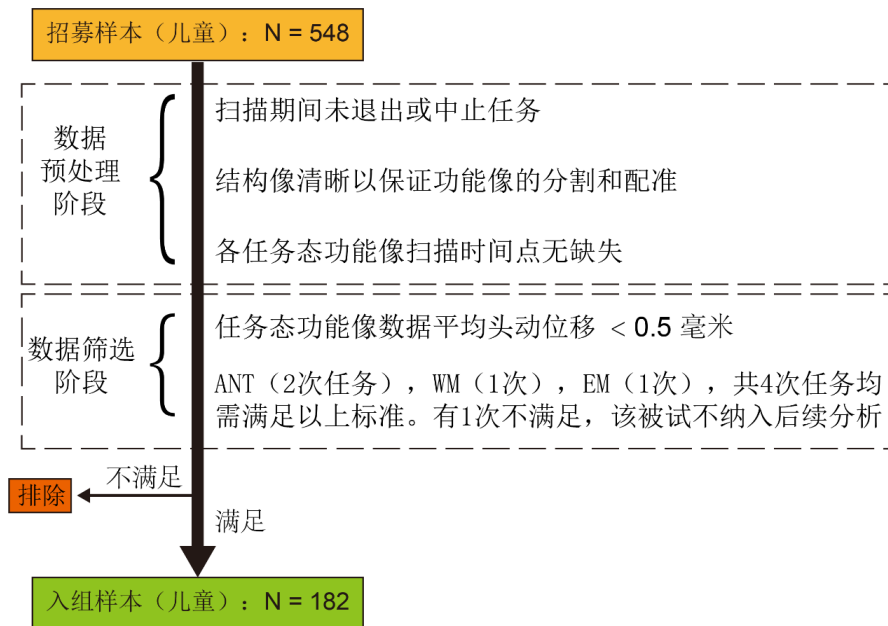 招募样本（儿童）：N = 548
数据
预处理
阶段
扫描期间未退出或中止任务
结构像清晰以保证功能像的分割和配准
各任务态功能像扫描时间点无缺失
数据筛选
阶段
任务态功能像数据平均头动位移 < 0.5 毫米
ANT（2次任务），WM（1次），EM（1次），共4次任务均
需满足以上标准。有1次不满足，该被试不纳入后续分析
不满足
排除
满足
入组样本（儿童）：N = 182